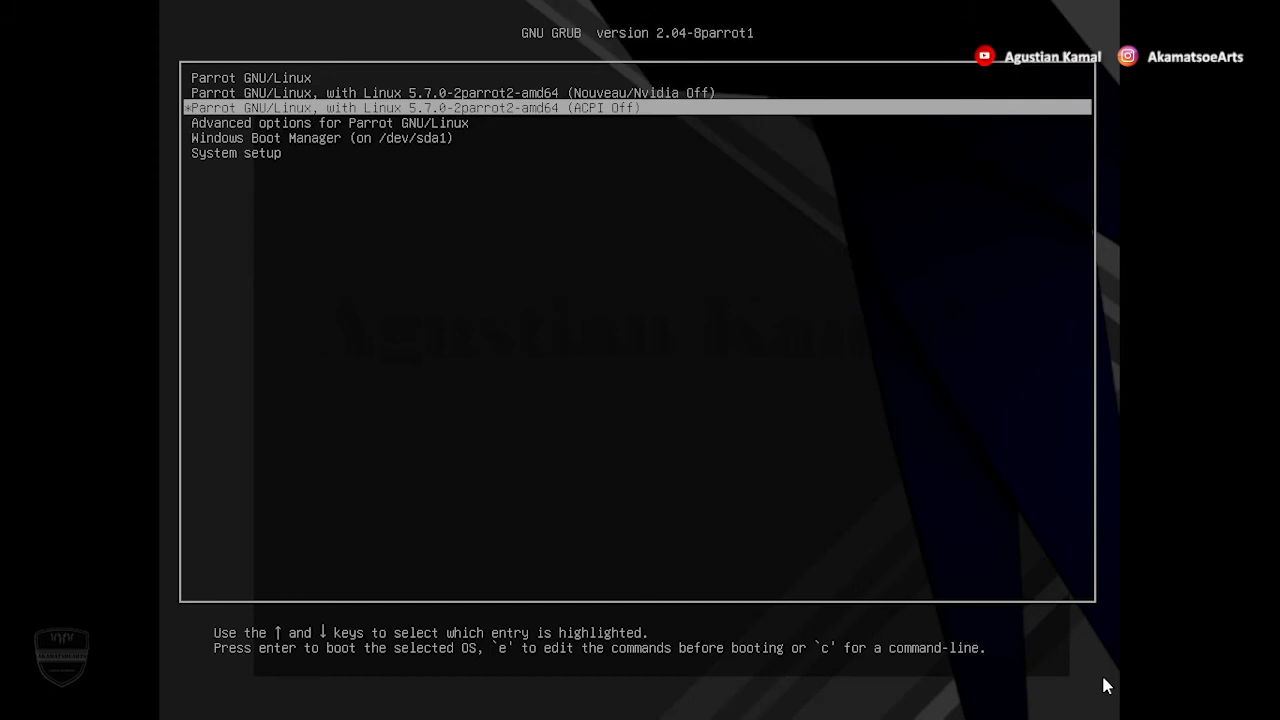 GNU GRUB  version 2.04-8parrot1
Agustian Kamal
AkamatsoeArts
Parrot GNU/Linux
Parrot GNU/Linux, with Linux 5.7.0-2parrot2-amd64 (Nouveau/Nvidia Off)
*Parrot GNU/Linux, with Linux 5.7.0-2parrot2-amd64 (ACPI Off)
Advanced options for Parrot GNU/Linux
Windows Boot Manager (on /dev/sda1)
System setup
Agustian Kamal
Use the ↑ and ↓ keys to select which entry is highlighted.
Press enter to boot the selected OS, `e' to edit the commands before booting or `c' for a command-line.